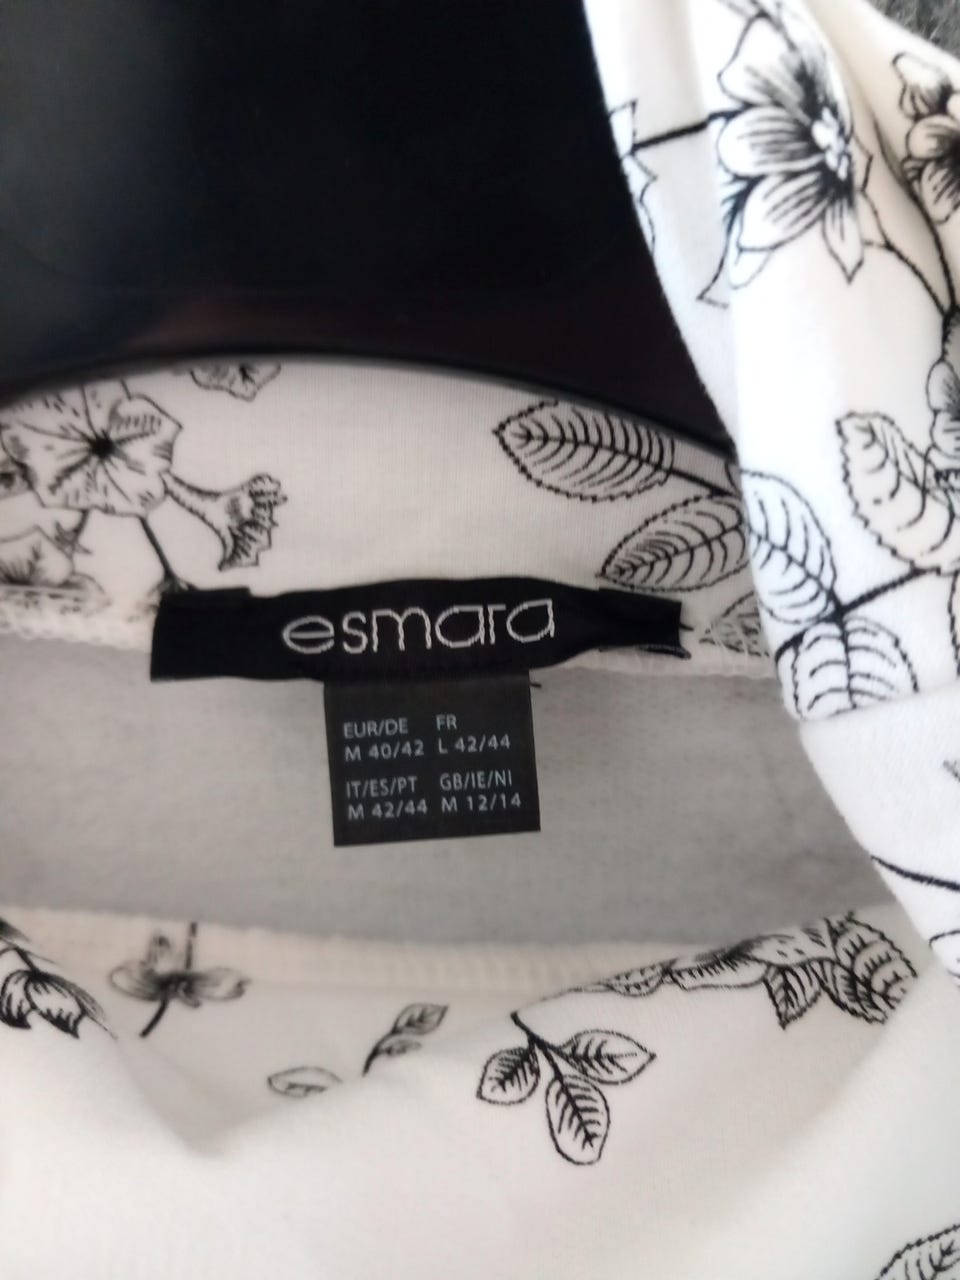 esmara
EUR/DE FR
M 40/42 L 42/44
IT/ES/PT GB/IE/NI
M 42/44 M 12/14